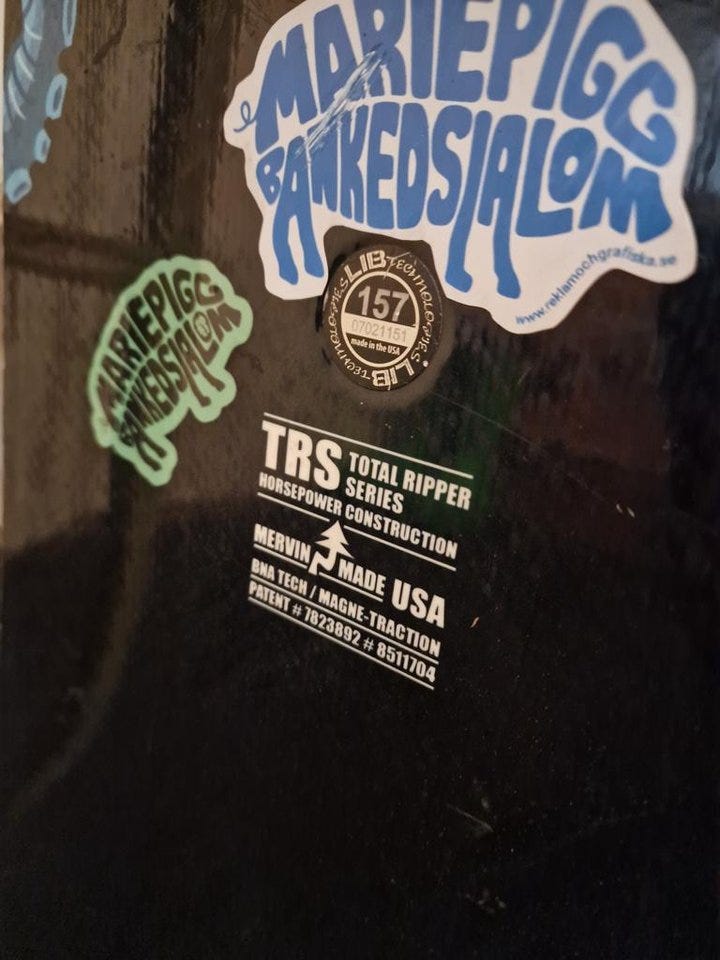 MARIEPIGG
BANKEDSLALOM
www.reklamochgrafiska.se
LIB TECHNOLOGIES LIB TECHNOLOGIES
157
07021151
made in the USA
MARIEPIGG
BANKEDSLALOM
TRS TOTAL RIPPER
SERIES
HORSEPOWER CONSTRUCTION
MERVIN MADE USA
BNA TECH / MAGNE-TRACTION
PATENT # 7823892 # 8511704